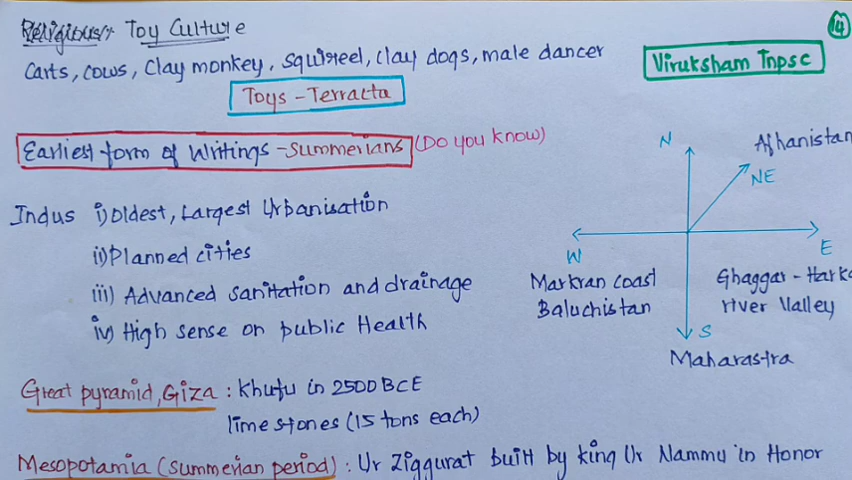 Religious: Toy Culture
14
Carts, cows, Clay monkey, squireel, clay dogs, male dancer
Viruksham Tnpsc
Toys - Terracta
Earliest form of Writings - Summerians (Do you know)
N
Afhanistan
NE
Indus i) Oldest, Largest Urbanisation
W
E
ii) Planned cities
Markran coast
Baluchistan
Ghaggar - Harka
river Valley
iii) Advanced sanitation and drainage
iv) High sense on public Health
S
Maharastra
Great pyramid, Giza : Khufu in 2500 BCE
lime stones (15 tons each)
Mesopotamia (Summerian period) : Ur Ziggurat built by king Ur Nammu in Honor